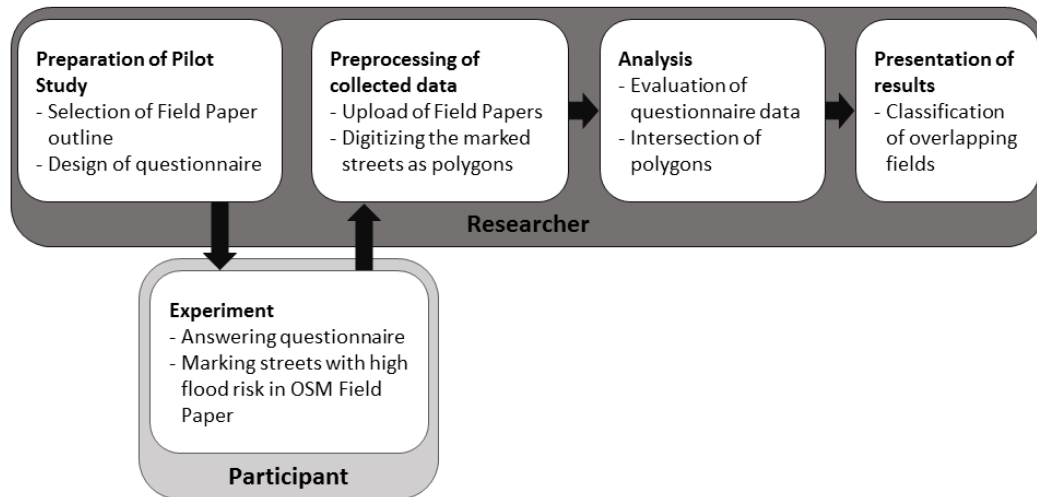 Preparation of Pilot
Study
- Selection of Field Paper
outline
- Design of questionnaire
Preprocessing of
collected data
- Upload of Field Papers
- Digitizing the marked
streets as polygons
Analysis
- Evaluation of
questionnaire data
- Intersection of
polygons
Presentation of
results
- Classification
of overlapping
fields
Researcher
Experiment
- Answering questionnaire
- Marking streets with high
flood risk in OSM Field
Paper
Participant